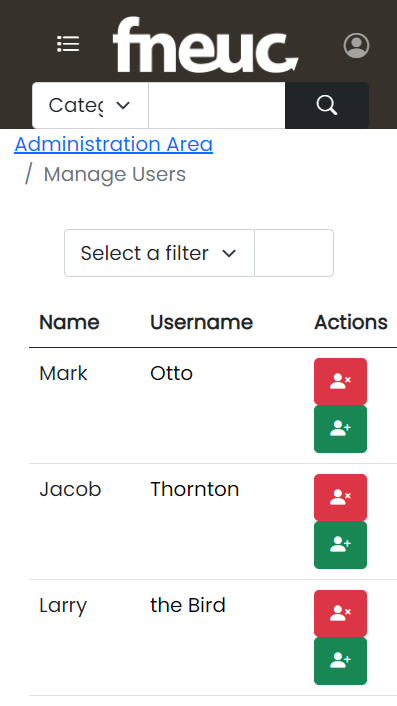 fneuc
Categ
Administration Area
/ Manage Users
Select a filter
Name Username Actions
Mark Otto
Jacob Thornton
Larry the Bird